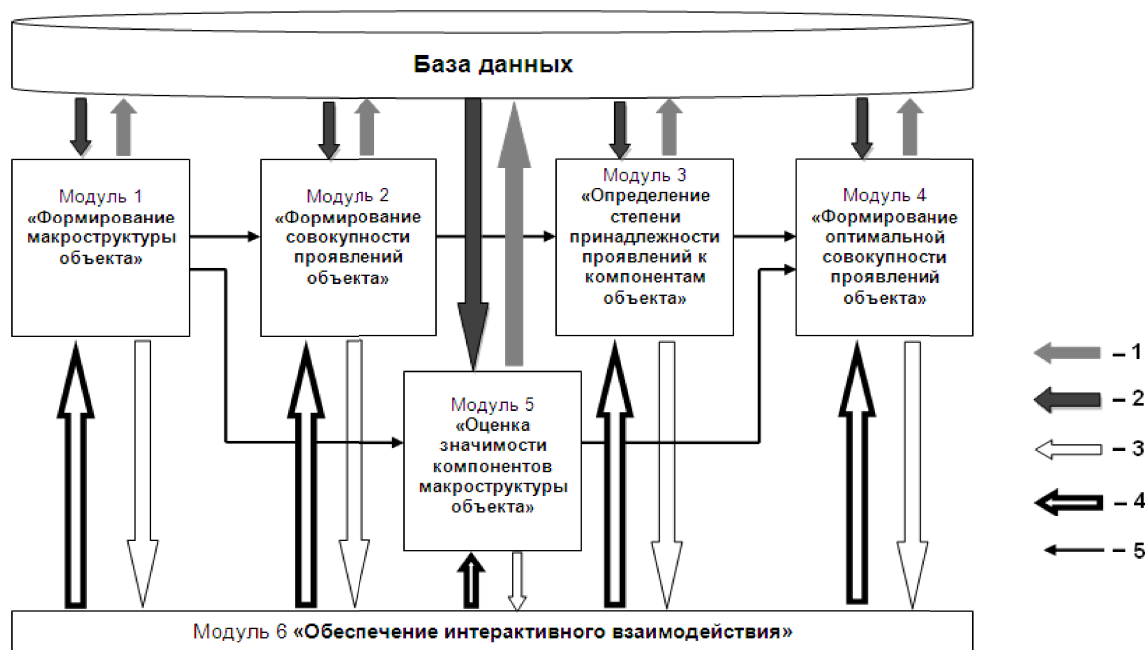 База данных
Модуль 1
«Формирование
макроструктуры
объекта»
Модуль 2
«Формирование
совокупности
проявлений
объекта»
Модуль 3
«Определение
степени
принадлежности
проявлений к
компонентам
объекта»
Модуль 4
«Формирование
оптимальной
совокупности
проявлений
объекта»
Модуль 5
«Оценка
значимости
компонентов
макроструктуры
объекта»
Модуль 6 «Обеспечение интерактивного взаимодействия»
– 1
– 2
– 3
– 4
– 5